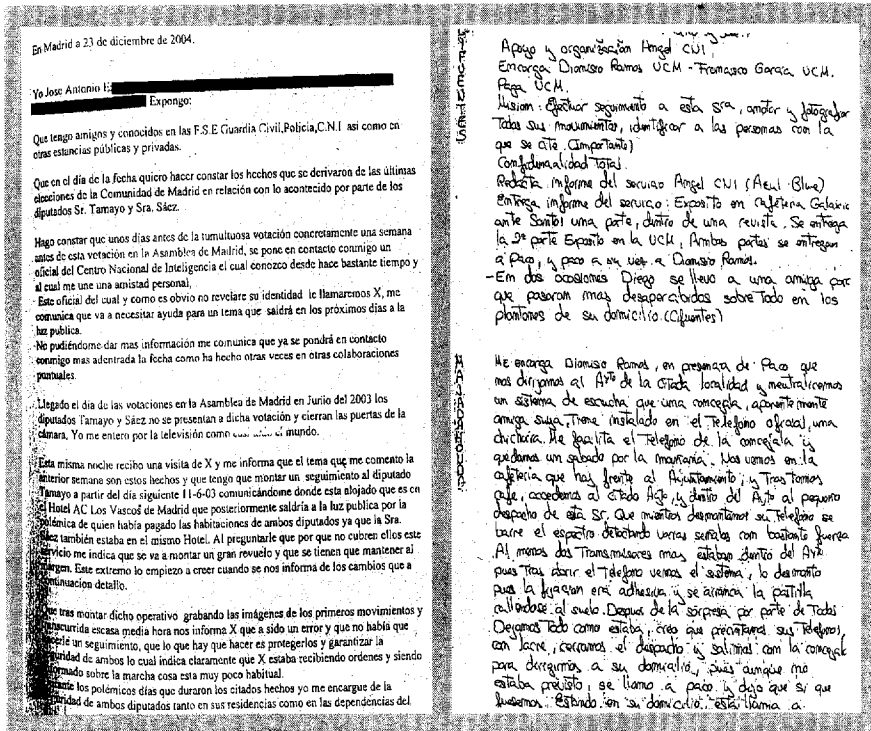 En Madrid a 23 de diciembre de 2004.
Yo Jose Antonio E
Expongo:
Que tengo amigos y conocidos en las F.S.E Guardia Civil,Policia,C.N.I asi como en
otras estancias públicas y privadas.
Que en el día de la fecha quiero hacer constar los hechos que se derivaron de las últimas
elecciones de la Comunidad de Madrid en relación con lo acontecido por parte de los
diputados Sr. Tamayo y Sra. Sáez.
Hago constar que unos días antes de la tumultuosa votación concretamente una semana
antes de esta votación en la Asamblea de Madrid, se pone en contacto conmigo un
oficial del Centro Nacional de Inteligencia el cual conozco desde hace bastante tiempo y
al cual me une una amistad personal,
- Este oficial del cual y como es obvio no revelare su identidad le llamaremos X, me
comunica que va a necesitar ayuda para un tema que saldrá en los próximos días a la
luz publica.
-No pudiéndome dar mas información me comunica que ya se pondrá en contacto
conmigo mas adentrada la fecha como ha hecho otras veces en otras colaboraciones
puntuales.
Llegado el día de las votaciones en la Asamblea de Madrid en Junio del 2003 los
diputados Tamayo y Sáez no se presentan a dicha votación y cierran las puertas de la
cámara, Yo me entero por la televisión como el mundo.
Esta misma noche recibo una visita de X y me informa que el tema que me comento la
anterior semana son estos hechos y que tengo que montar un seguimiento al diputado
Tamayo a partir del día siguiente 11-6-03 comunicándome donde esta alojado que es en
el Hotel AC Los Vascos de Madrid que posteriormente saldría a la luz publica por la
polémica de quien había pagado las habitaciones de ambos diputados ya que la Sra.
Sáez también estaba en el mismo Hotel. Al preguntarle que por que no cubren ellos este
servicio me indica que se va a montar un gran revuelo y que se tienen que mantener al
margen. Este extremo lo empiezo a creer cuando se nos informa de los cambios que a
continuación detallo.
que tras montar dicho operativo grabando las imágenes de los primeros movimientos y
transcurrida escasa media hora nos informa X que a sido un error y que no había que
hacerle un seguimiento, que lo que hay que hacer es protegerlos y garantizar la
seguridad de ambos lo cual indica claramente que X estaba recibiendo ordenes y siendo
informado sobre la marcha cosa esta muy poco habitual.
los polémicos días que duraron los citados hechos yo me encargue de la
seguridad de ambos diputados tanto en sus residencias como en las dependencias del
Apoyo y organización Angel CNI.
Encarga Dionisio Ramos UCM - Francisco Garcia UCM.
Paga UCM.
Mision: Efectuar seguimiento a esta sra, anotar y fotografiar
Todos sus movimientos, identificar a las personas con la
que se cite. (Importante)
Confidencialidad Total.
Redacta informe del servicio Angel CNI (Azul-Blue)
Entrega informe del servicio: Exposito en cafeteria Galaxia
ante Santos una parte, dentro de una revista. Se entrega
la 2ª parte Exposito en la UCM, Ambas partes se entregan
a Paco, y paco a su vez a Dionisio Ramos.
- En dos ocasiones Diego se llevo a una amiga para
que pasaran mas desapercibidos sobre Todo en los
plantones de su domicilio. (Cifuentes)
Me encarga Dionisio Ramos, en presencia de Paco que
nos dirijamos al Ayto de la citada localidad y neutralicemos
un sistema de escucha que una concejala, aparentemente
amiga suya, Tiene instalado en el Telefono oficial, una
chicharra. Me facilita el Telefono de la concejala y
quedamos un sabado por la mañana. Nos vemos en la
cafeteria que hay frente al Ayuntamiento, y Tras tomar
cafe, accedemos al citado Ayto, y dentro del Ayto al pequeño
despacho de esta Sr. Que mientras desmontamos su Telefono se
barre el espectro detectando varias señales con bastante fuerza
Al menos dos Transmisores mas estaban dentro del Ayto.
pues Tras abrir el telefono vemos el sistema, lo desmonto
pues la fijacion era adhesiva y se arranca la patilla
callendose al suelo. Despues de la sorpresa por parte de Todos
Dejamos Todo como estaba, creo que precintamos sus Telefonos,
con lacre, cerramos el despacho y salimos con la concejala
para dirigirnos a su domicilio, pues aunque no
estaba previsto, se llamo a paco y dijo que si que
fuesemos. Estando en su domicilio esta llama a